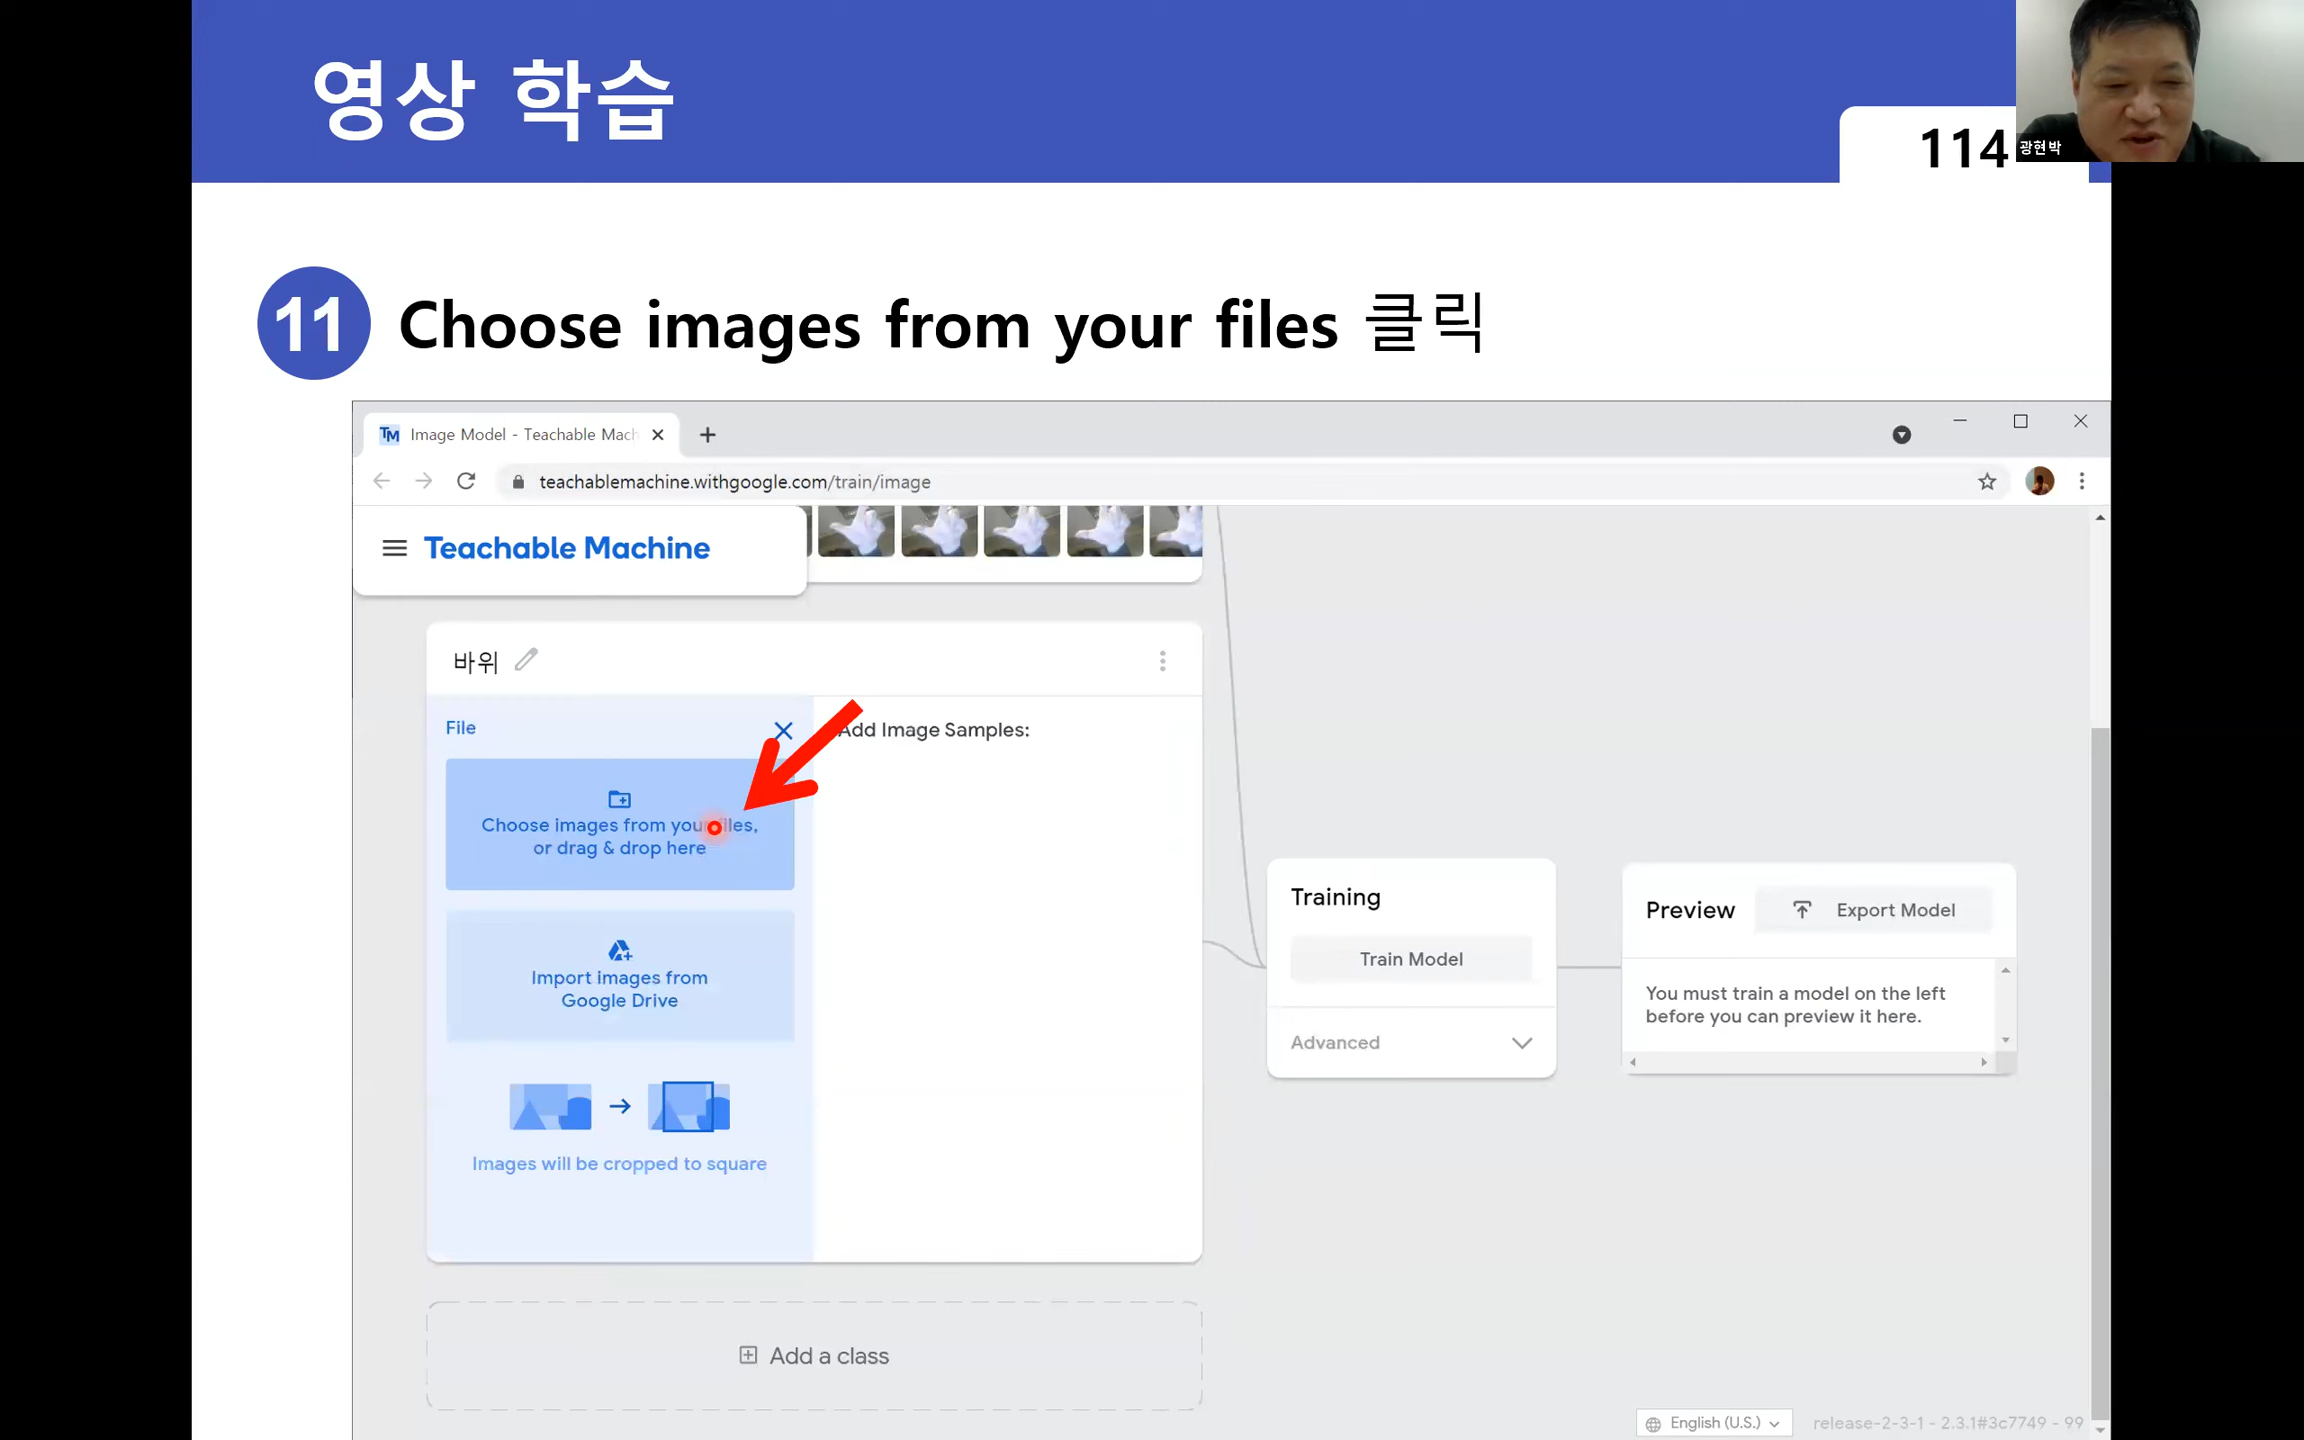 영상 학습
114
광현박
11 Choose images from your files 클릭
TM Image Model - Teachable Mach
teachablemachine.withgoogle.com/train/image
Teachable Machine
바위
File
Add Image Samples:
Choose images from your files,
or drag & drop here
Import images from
Google Drive
Images will be cropped to square
Training
Train Model
Advanced
Preview
Export Model
You must train a model on the left
before you can preview it here.
Add a class
English (U.S.)
release-2-3-1 - 2.3.1#3c7749 - 99